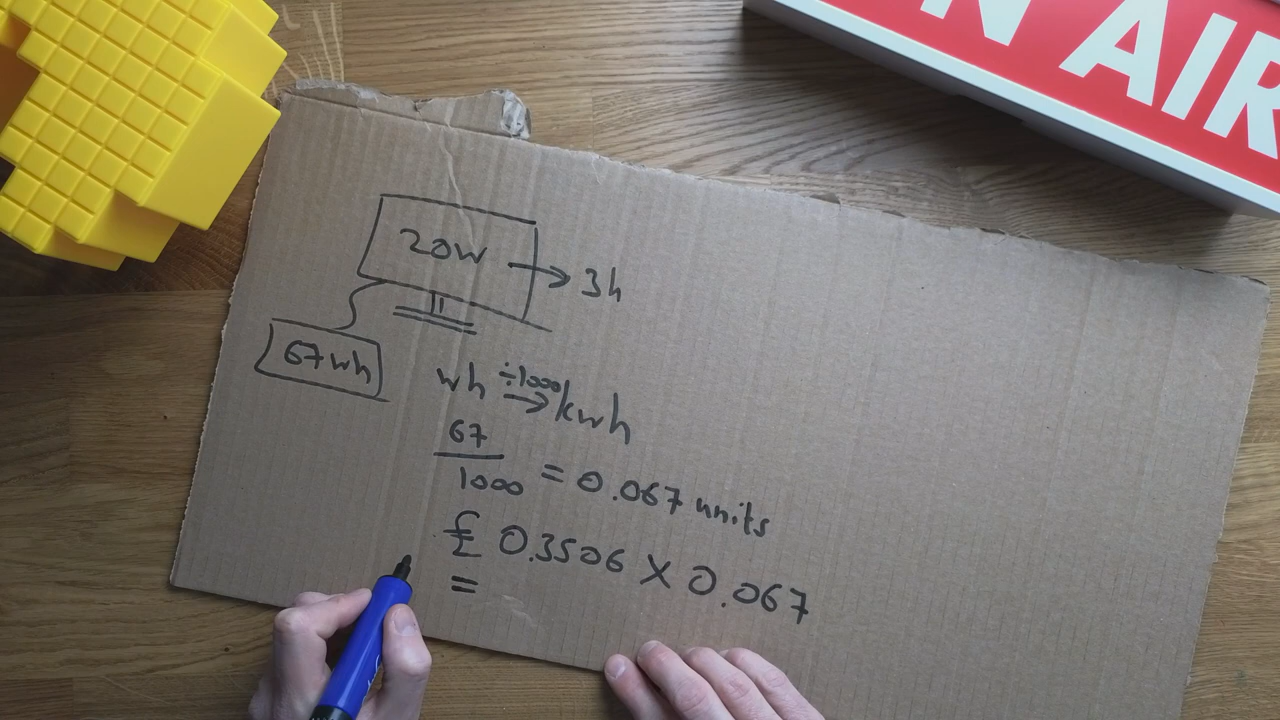 N AIR
20W → 3h
67wh
wh ÷1000→ kwh
67
1000 = 0.067 units
£ 0.3506 × 0.067
=